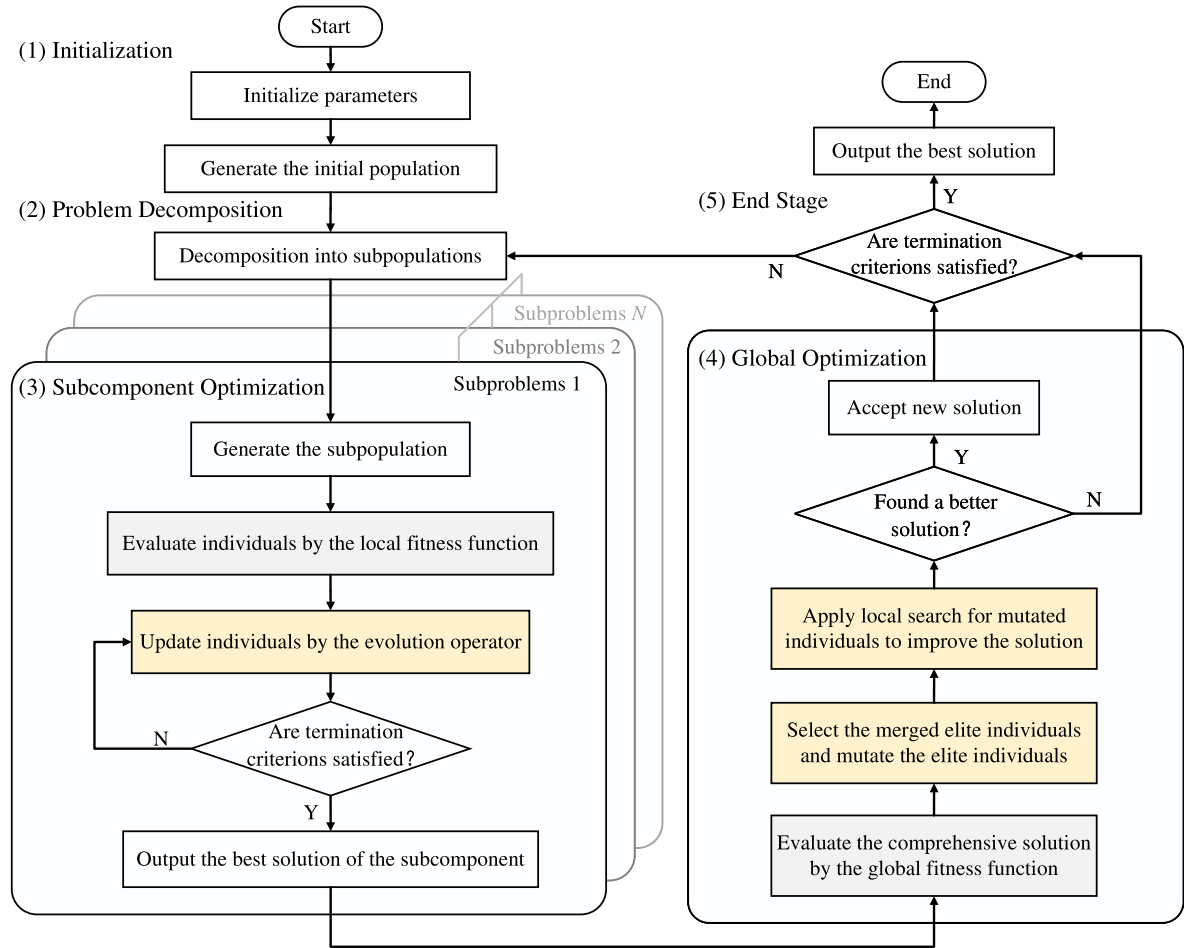 Start
(1) Initialization
Initialize parameters
Generate the initial population
(2) Problem Decomposition
Decomposition into subpopulations
Subproblems N
Subproblems 2
Subproblems 1
(3) Subcomponent Optimization
Generate the subpopulation
Evaluate individuals by the local fitness function
Update individuals by the evolution operator
Are termination
criterions satisfied?
N
Y
Output the best solution of the subcomponent
End
Output the best solution
Y
(5) End Stage
Are termination
criterions satisfied?
N
(4) Global Optimization
Accept new solution
Y
Found a better
solution?
N
Apply local search for mutated
individuals to improve the solution
Select the merged elite individuals
and mutate the elite individuals
Evaluate the comprehensive solution
by the global fitness function